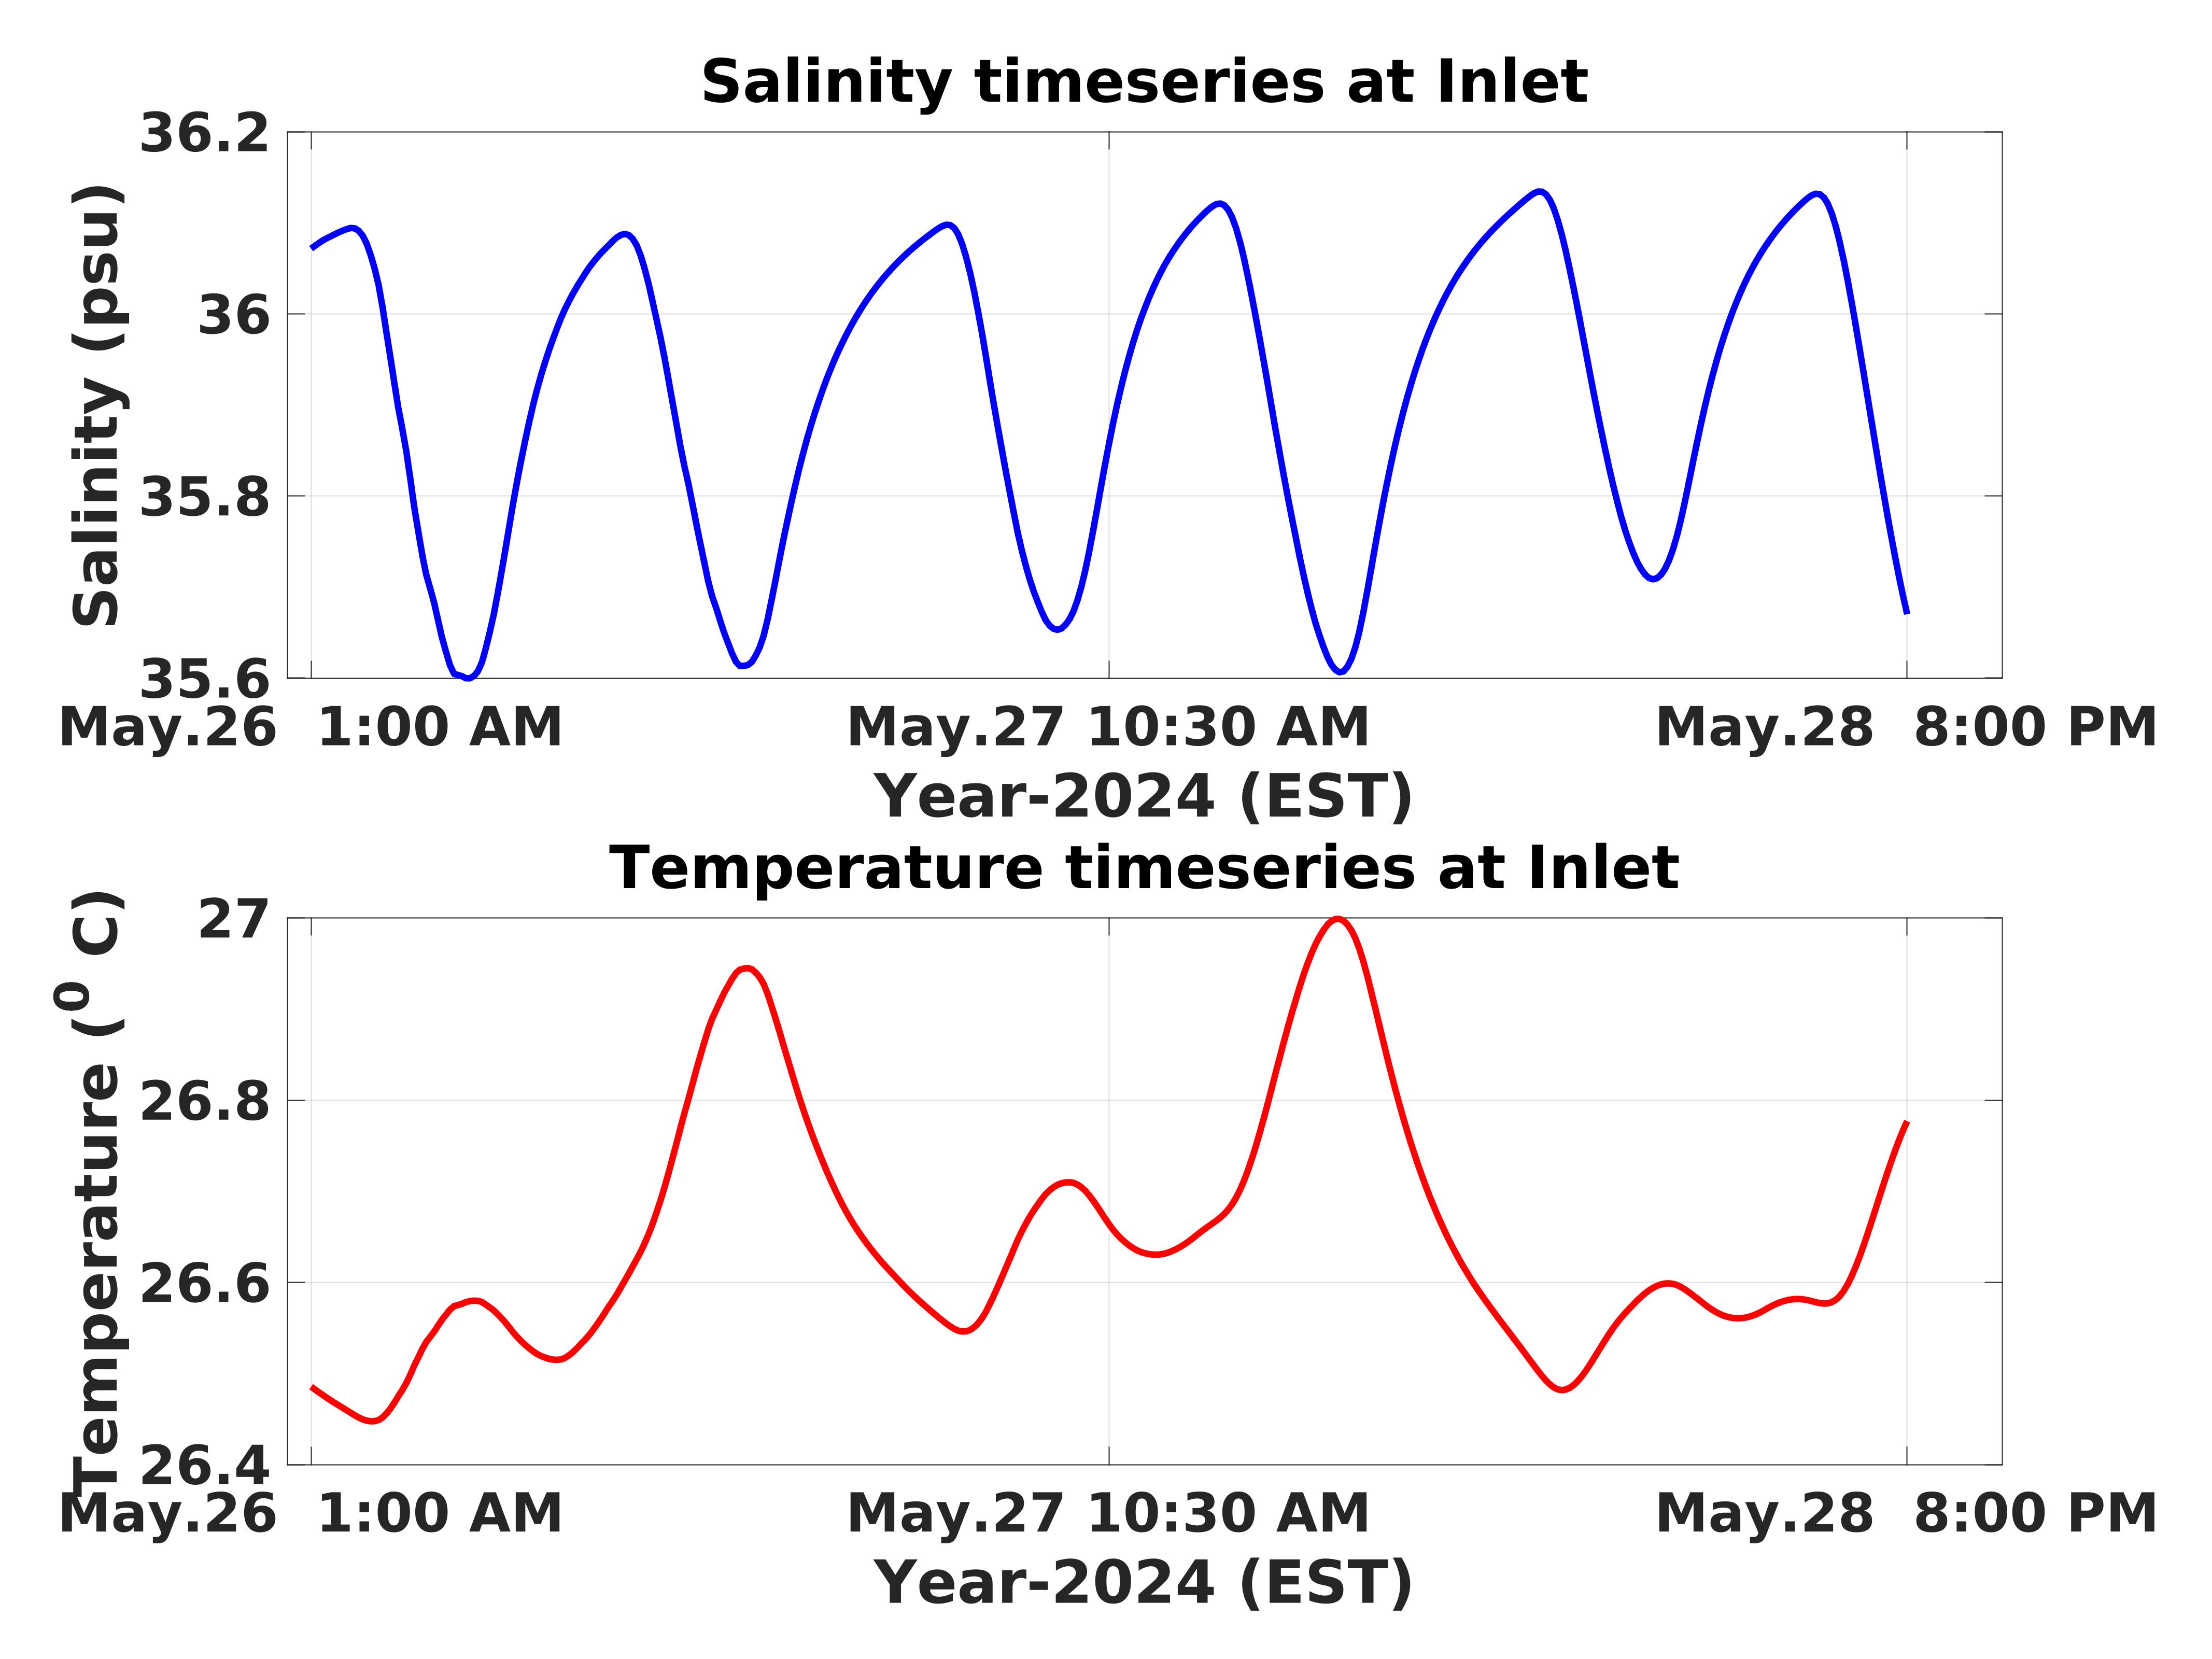 Salinity timeseries at Inlet
Salinity (psu)
36.2
36
35.8
35.6
May.26  1:00 AM
May.27 10:30 AM
May.28  8:00 PM
Year-2024 (EST)
Temperature timeseries at Inlet
Temperature (⁰ C)
27
26.8
26.6
26.4
May.26  1:00 AM
May.27 10:30 AM
May.28  8:00 PM
Year-2024 (EST)